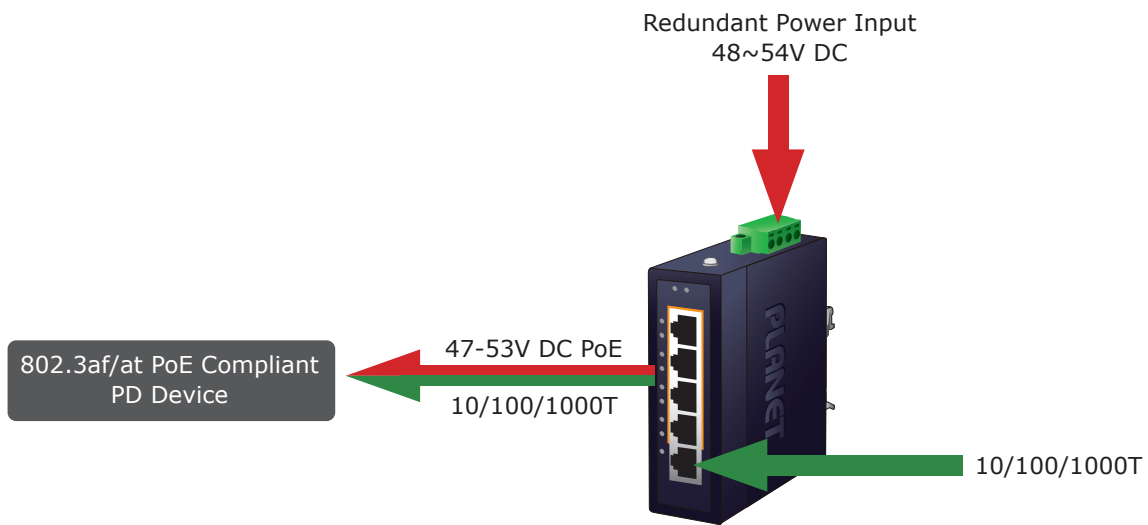 Redundant Power Input
48~54V DC
PLANET
47-53V DC PoE
802.3af/at PoE Compliant
PD Device
10/100/1000T
10/100/1000T